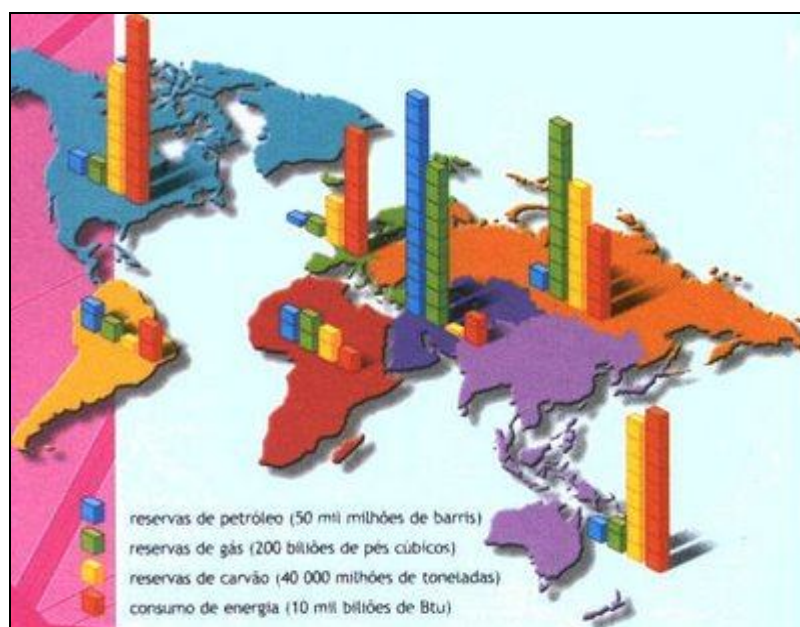 reservas de petróleo (50 mil milhões de barris)
reservas de gás (200 biliões de pés cúbicos)
reservas de carvão (40 000 milhões de toneladas)
consumo de energia (10 mil biliões de Btu)